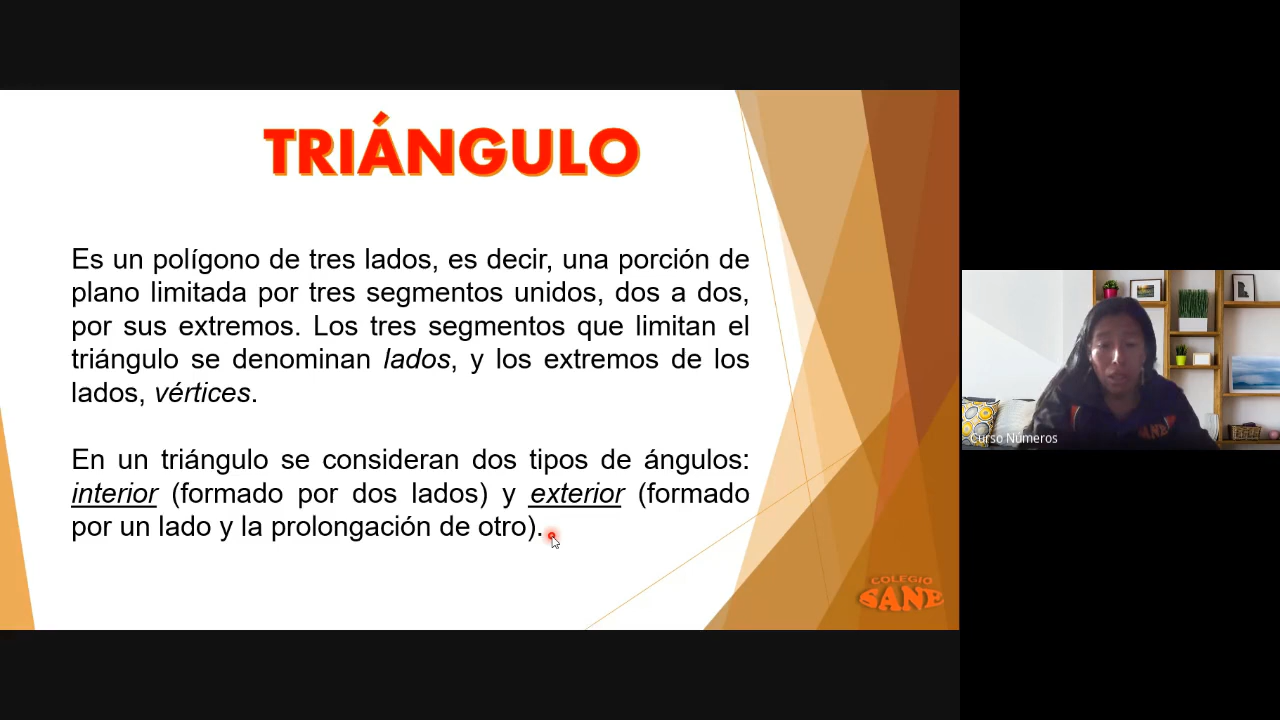 TRIÁNGULO
Es un polígono de tres lados, es decir, una porción de
plano limitada por tres segmentos unidos, dos a dos,
por sus extremos. Los tres segmentos que limitan el
triángulo se denominan lados, y los extremos de los
lados, vértices.
En un triángulo se consideran dos tipos de ángulos:
interior (formado por dos lados) y exterior (formado
por un lado y la prolongación de otro).
COLEGIO
SANE
Curso Números
SANE